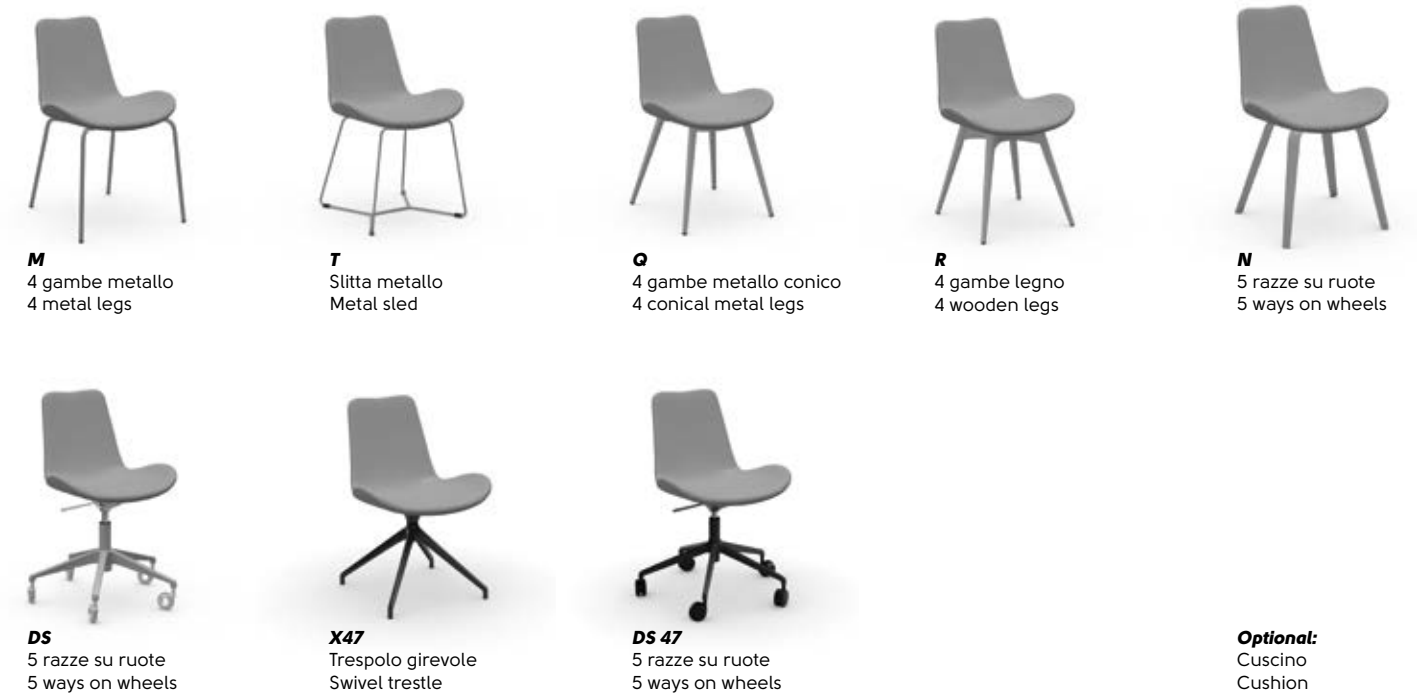 M
4 gambe metallo
4 metal legs
T
Slitta metallo
Metal sled
Q
4 gambe metallo conico
4 conical metal legs
R
4 gambe legno
4 wooden legs
N
5 razze su ruote
5 ways on wheels
DS
5 razze su ruote
5 ways on wheels
X47
Trespolo girevole
Swivel trestle
DS 47
5 razze su ruote
5 ways on wheels
Optional:
Cuscino
Cushion